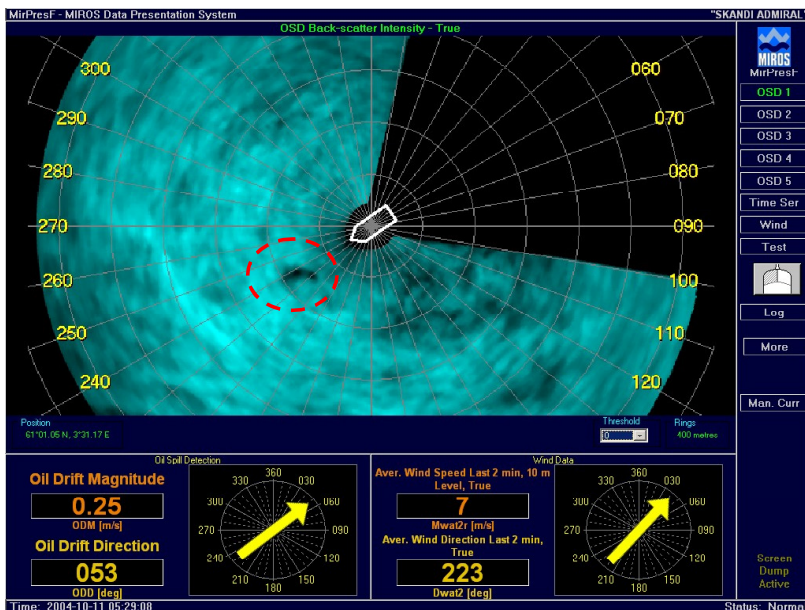 MirPresF - MIROS Data Presentation System
"SKANDI ADMIRAL"
OSD Back-scatter Intensity - True
MIROS
MirPresF
300
060
290
070
280
270
090
260
100
250
110
240
120
OSD 1
OSD 2
OSD 3
OSD 4
OSD 5
Time Ser
Wind
Test
Log
More
Man. Curr
Position
61°01.05 N, 3°31.17 E
Threshold
0
Rings
400 metres
Oil Spill Detection
Oil Drift Magnitude
0.25
ODM [m/s]
Oil Drift Direction
053
ODD [deg]
360
330
030
300
060
270
090
240
120
210
150
180
Wind Data
Aver. Wind Speed Last 2 min, 10 m
Level, True
7
Mwat2r [m/s]
Aver. Wind Direction Last 2 min,
True
223
Dwat2 [deg]
360
330
030
300
060
270
090
240
120
210
150
180
Screen
Dump
Active
Time: 2004-10-11 05:29:08
Status: